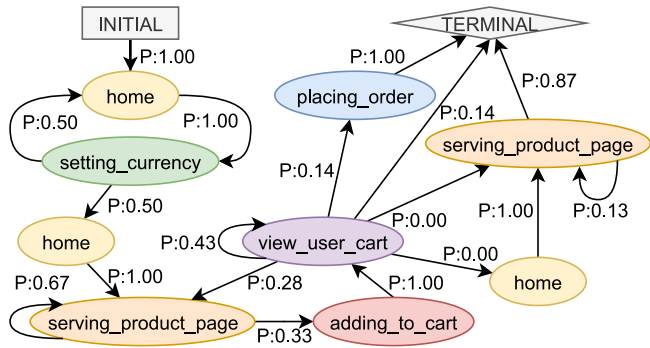 INITIAL
TERMINAL
P:1.00
P:1.00
home
placing_order
P:0.87
P:0.50
P:1.00
P:0.14
serving_product_page
setting_currency
P:0.14
P:0.50
P:0.00
P:1.00
P:0.13
home
P:0.43
view_user_cart
P:0.00
P:0.67
P:1.00
P:0.28
P:1.00
home
serving_product_page
P:0.33
adding_to_cart